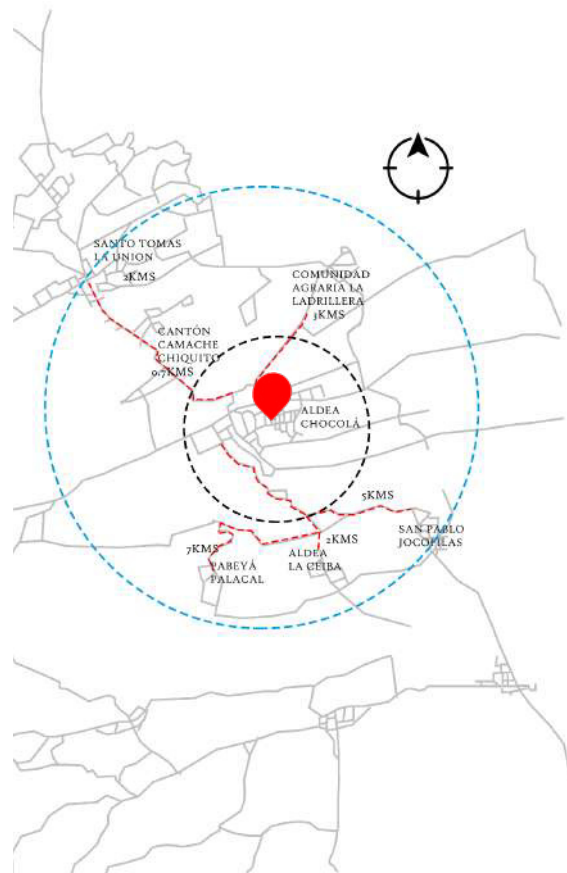 SANTO TOMAS
LA UNION
2KMS
COMUNIDAD
AGRARIA LA
LADRILLERA
3KMS
CANTÓN
CAMACHE
CHIQUITO
0.7KMS
ALDEA
CHOCOLÁ
5KMS
SAN PABLO
JOCOPILAS
2KMS
ALDEA
LA CEIBA
7KMS
PABEYÁ
PALACAL